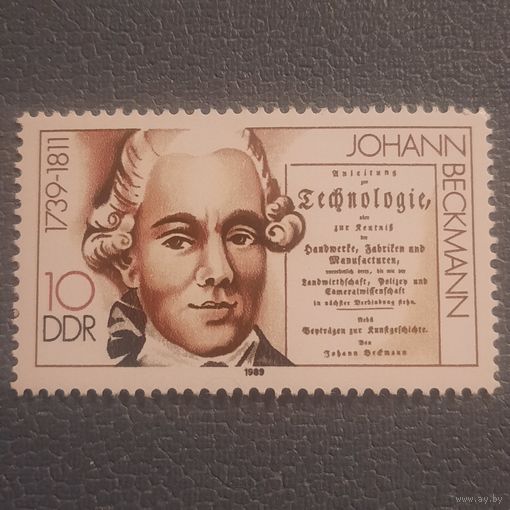 1739-1811
10
DDR
JOHANN
BECKMANN
Anleitung
zur
Technologie,
oder
zur Kentniß
der
Handwerke, Fabriken und
Manufacturen,
vornehmlich derer, die mit der
Landwirthschaft, Polizey und
Cameralwissenschaft
in nächster Verbindung stehn.
Nebst
Beyträgen zur Kunstgeschichte.
Von
Johann Beckmann
1989
ay.by